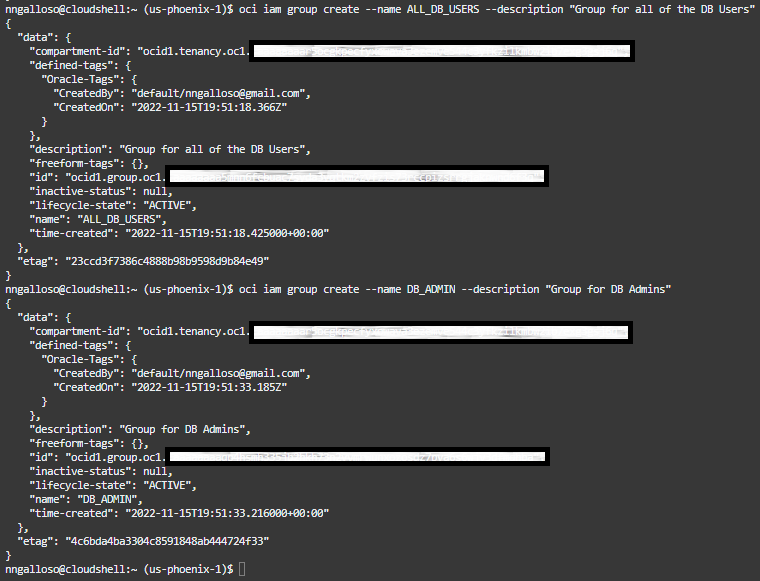 nngalloso@cloudshell:~ (us-phoenix-1)$ oci iam group create --name ALL_DB_USERS --description "Group for all of the DB Users"
{
  "data": {
    "compartment-id": "ocid1.tenancy.oc1.
    "defined-tags": {
      "Oracle-Tags": {
        "CreatedBy": "default/nngalloso@gmail.com",
        "CreatedOn": "2022-11-15T19:51:18.366Z"
      }
    },
    "description": "Group for all of the DB Users",
    "freeform-tags": {},
    "id": "ocid1.group.oc1.
    "inactive-status": null,
    "lifecycle-state": "ACTIVE",
    "name": "ALL_DB_USERS",
    "time-created": "2022-11-15T19:51:18.425000+00:00"
  },
  "etag": "23ccd3f7386c4888b98b9598d9b84e49"
}
nngalloso@cloudshell:~ (us-phoenix-1)$ oci iam group create --name DB_ADMIN --description "Group for DB Admins"
{
  "data": {
    "compartment-id": "ocid1.tenancy.oc1.
    "defined-tags": {
      "Oracle-Tags": {
        "CreatedBy": "default/nngalloso@gmail.com",
        "CreatedOn": "2022-11-15T19:51:33.185Z"
      }
    },
    "description": "Group for DB Admins",
    "freeform-tags": {},
    "id": "ocid1.group.oc1.
    "inactive-status": null,
    "lifecycle-state": "ACTIVE",
    "name": "DB_ADMIN",
    "time-created": "2022-11-15T19:51:33.216000+00:00"
  },
  "etag": "4c6bda4ba3304c8591848ab444724f33"
}
nngalloso@cloudshell:~ (us-phoenix-1)$